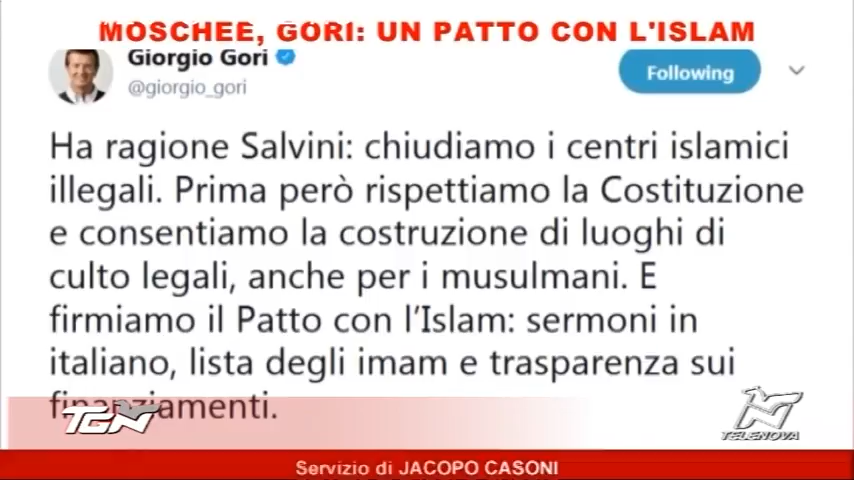 MOSCHEE, GORI: UN PATTO CON L'ISLAM
Giorgio Gori
@giorgio_gori
Following
Ha ragione Salvini: chiudiamo i centri islamici
illegali. Prima però rispettiamo la Costituzione
e consentiamo la costruzione di luoghi di
culto legali, anche per i musulmani. E
firmiamo il Patto con l'Islam: sermoni in
italiano, lista degli imam e trasparenza sui
finanziamenti.
TGN
TELENOVA
Servizio di JACOPO CASONI